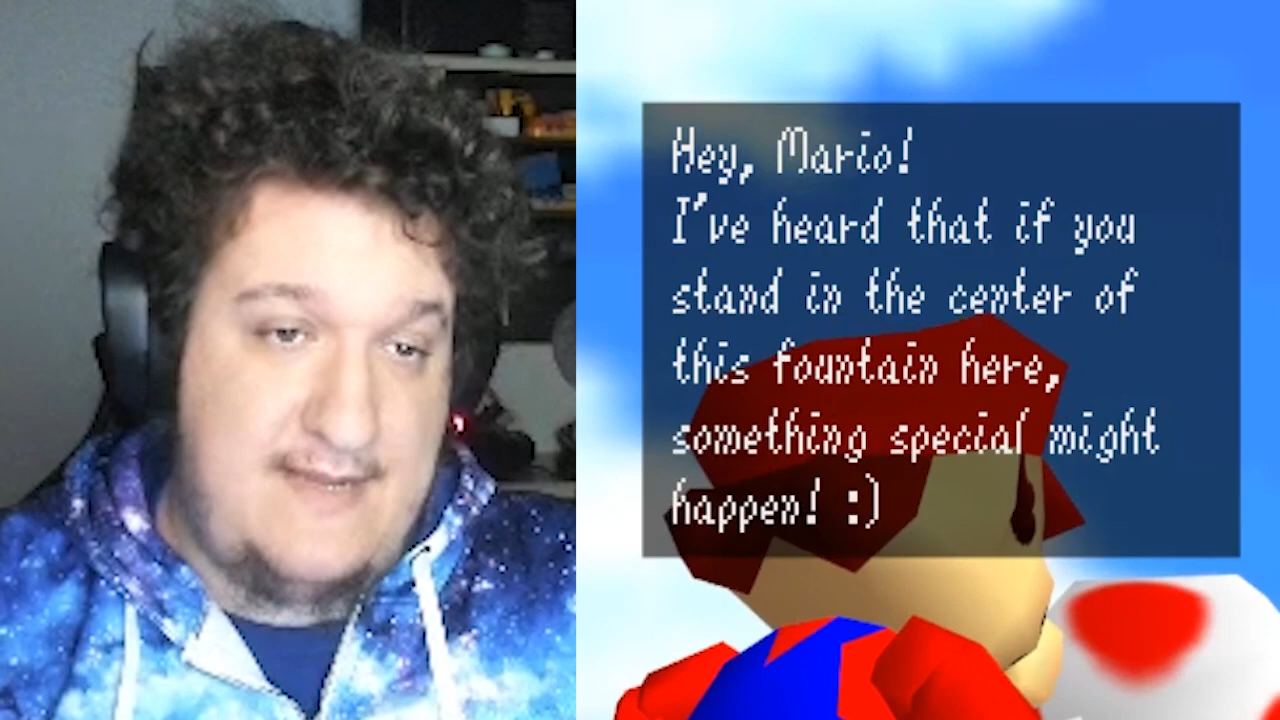 Hey, Mario!
I've heard that if you
stand in the center of
this fountain here,
something special might
happen! :)